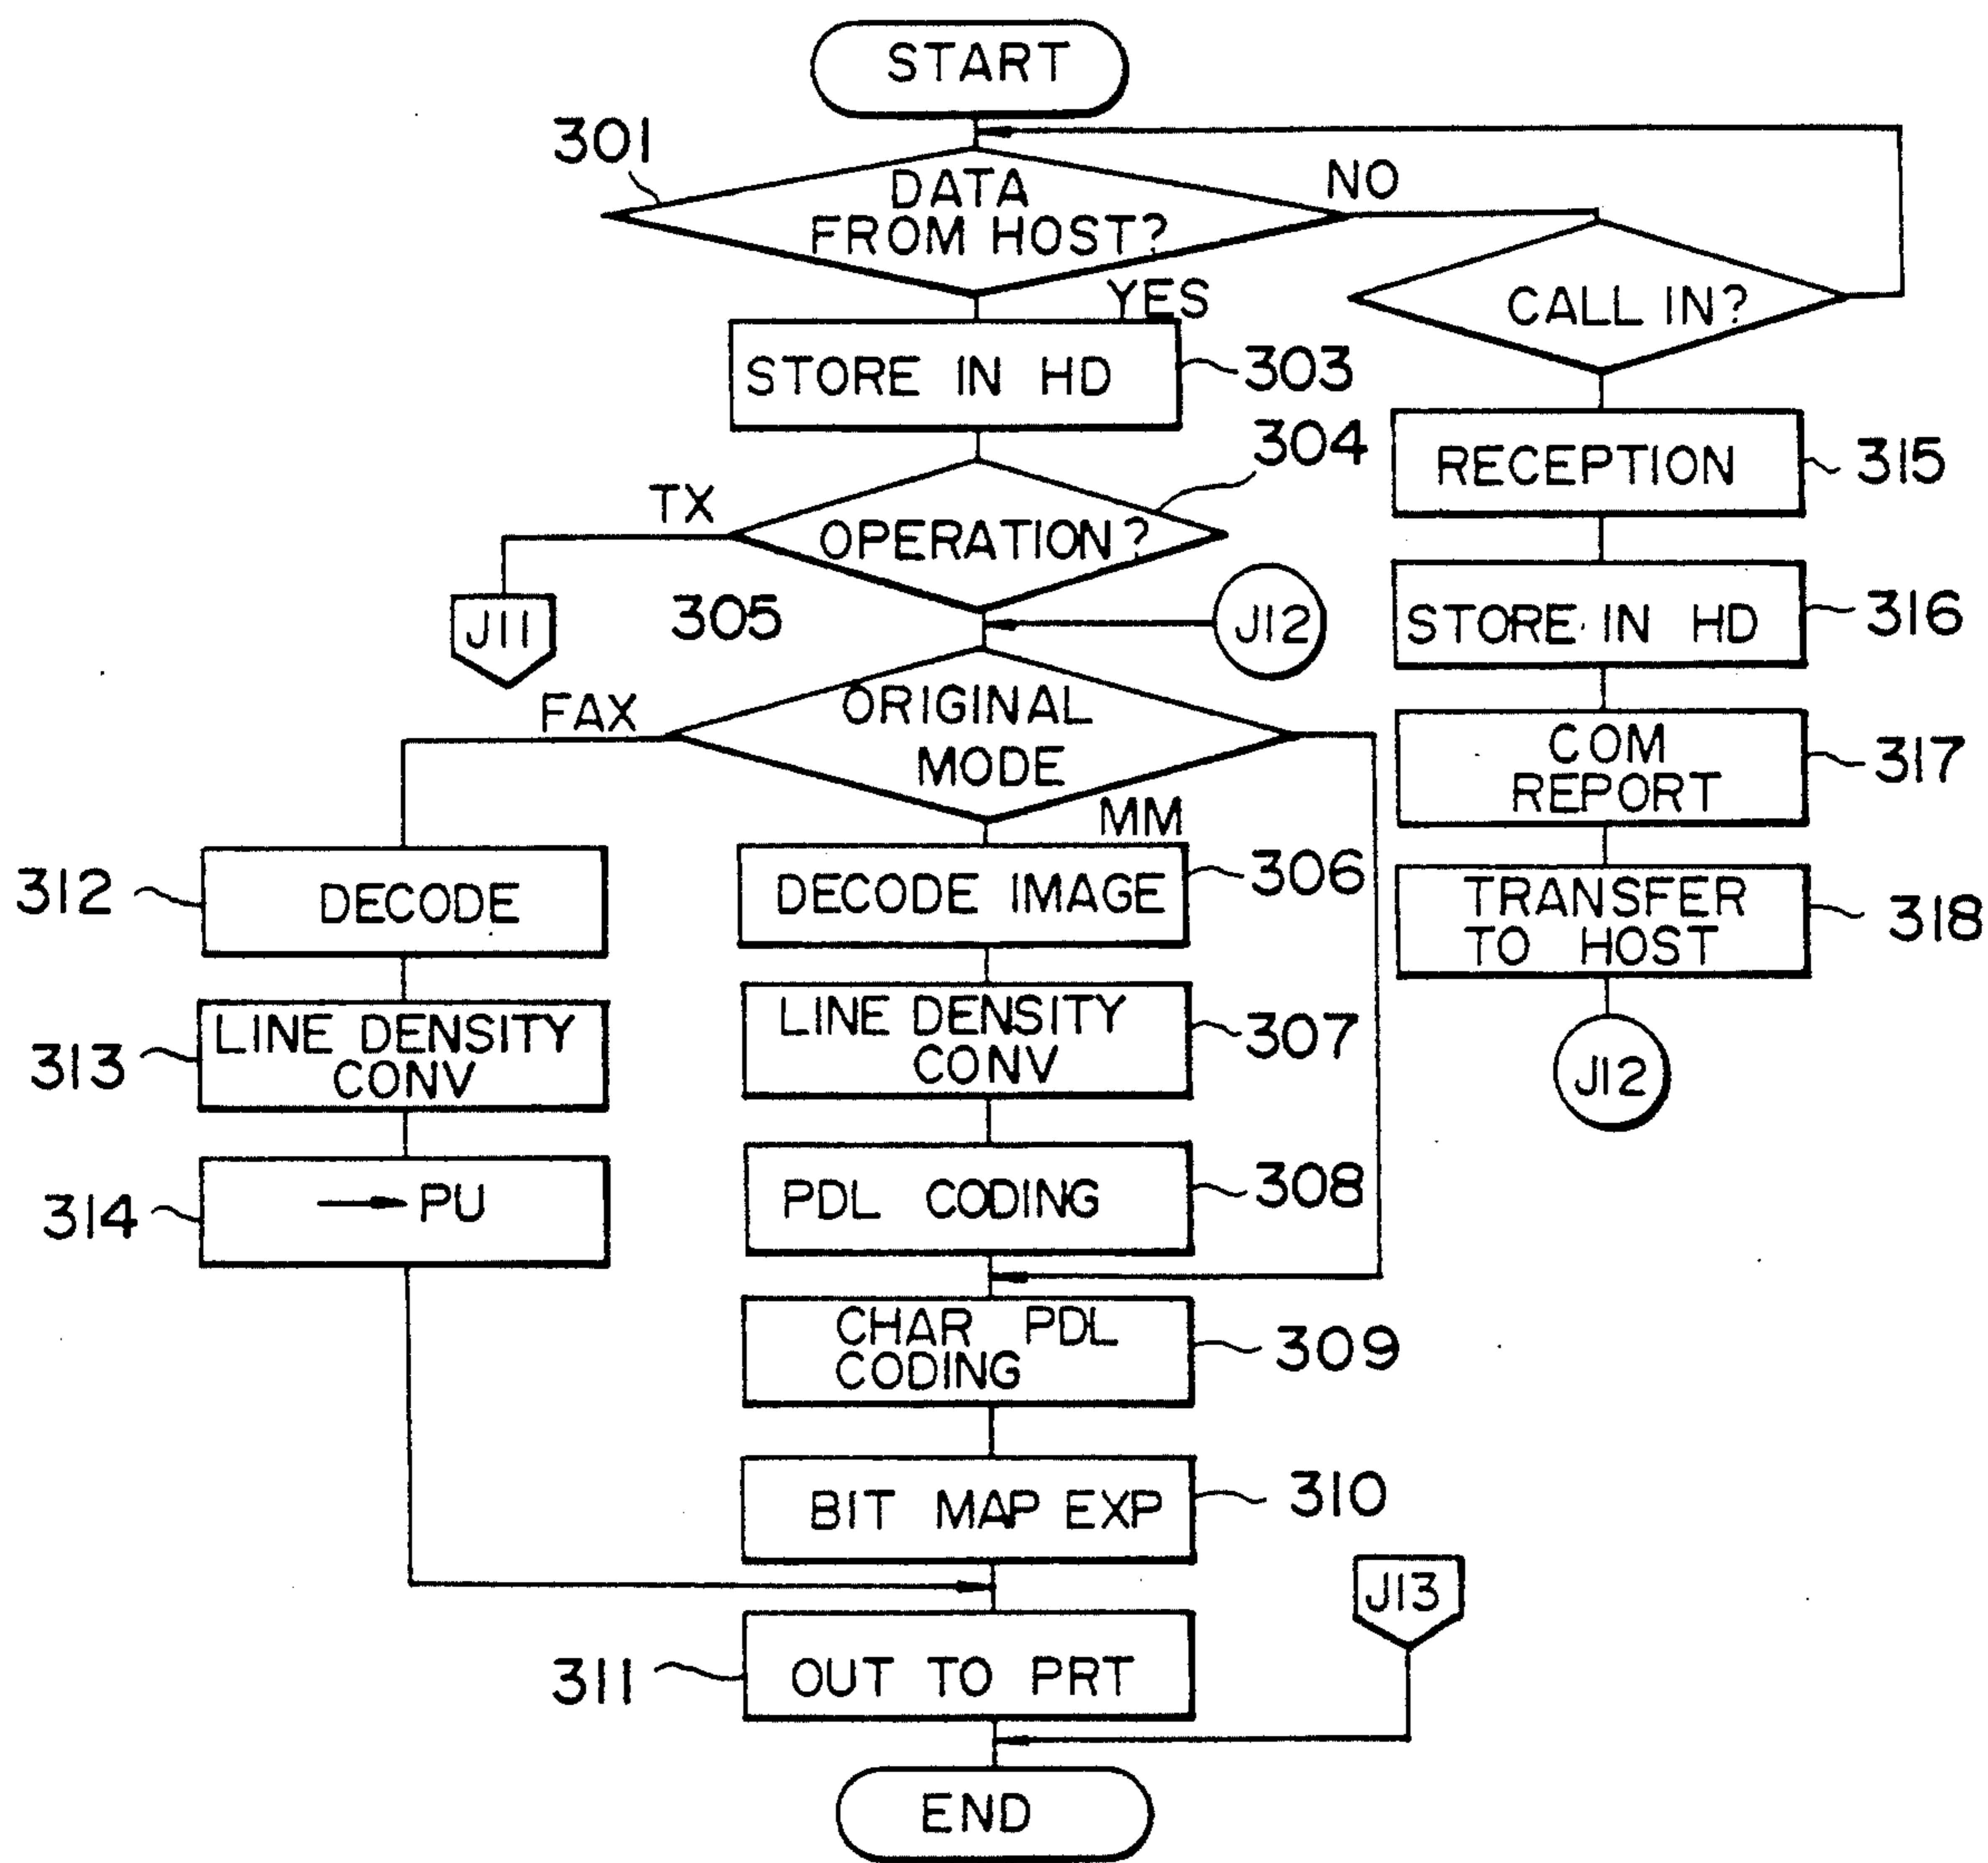 START
301
DATA
FROM HOST?
NO
YES
CALL IN?
STORE IN HD
303
304
TX
OPERATION?
RECEPTION
315
J11
305
J12
STORE IN HD
316
FAX
ORIGINAL
MODE
MM
COM
REPORT
317
312
DECODE
DECODE IMAGE
306
TRANSFER
TO HOST
318
313
LINE DENSITY
CONV
LINE DENSITY
CONV
307
J12
314
→ PU
PDL CODING
308
CHAR PDL
CODING
309
BIT MAP EXP
310
J13
311
OUT TO PRT
END